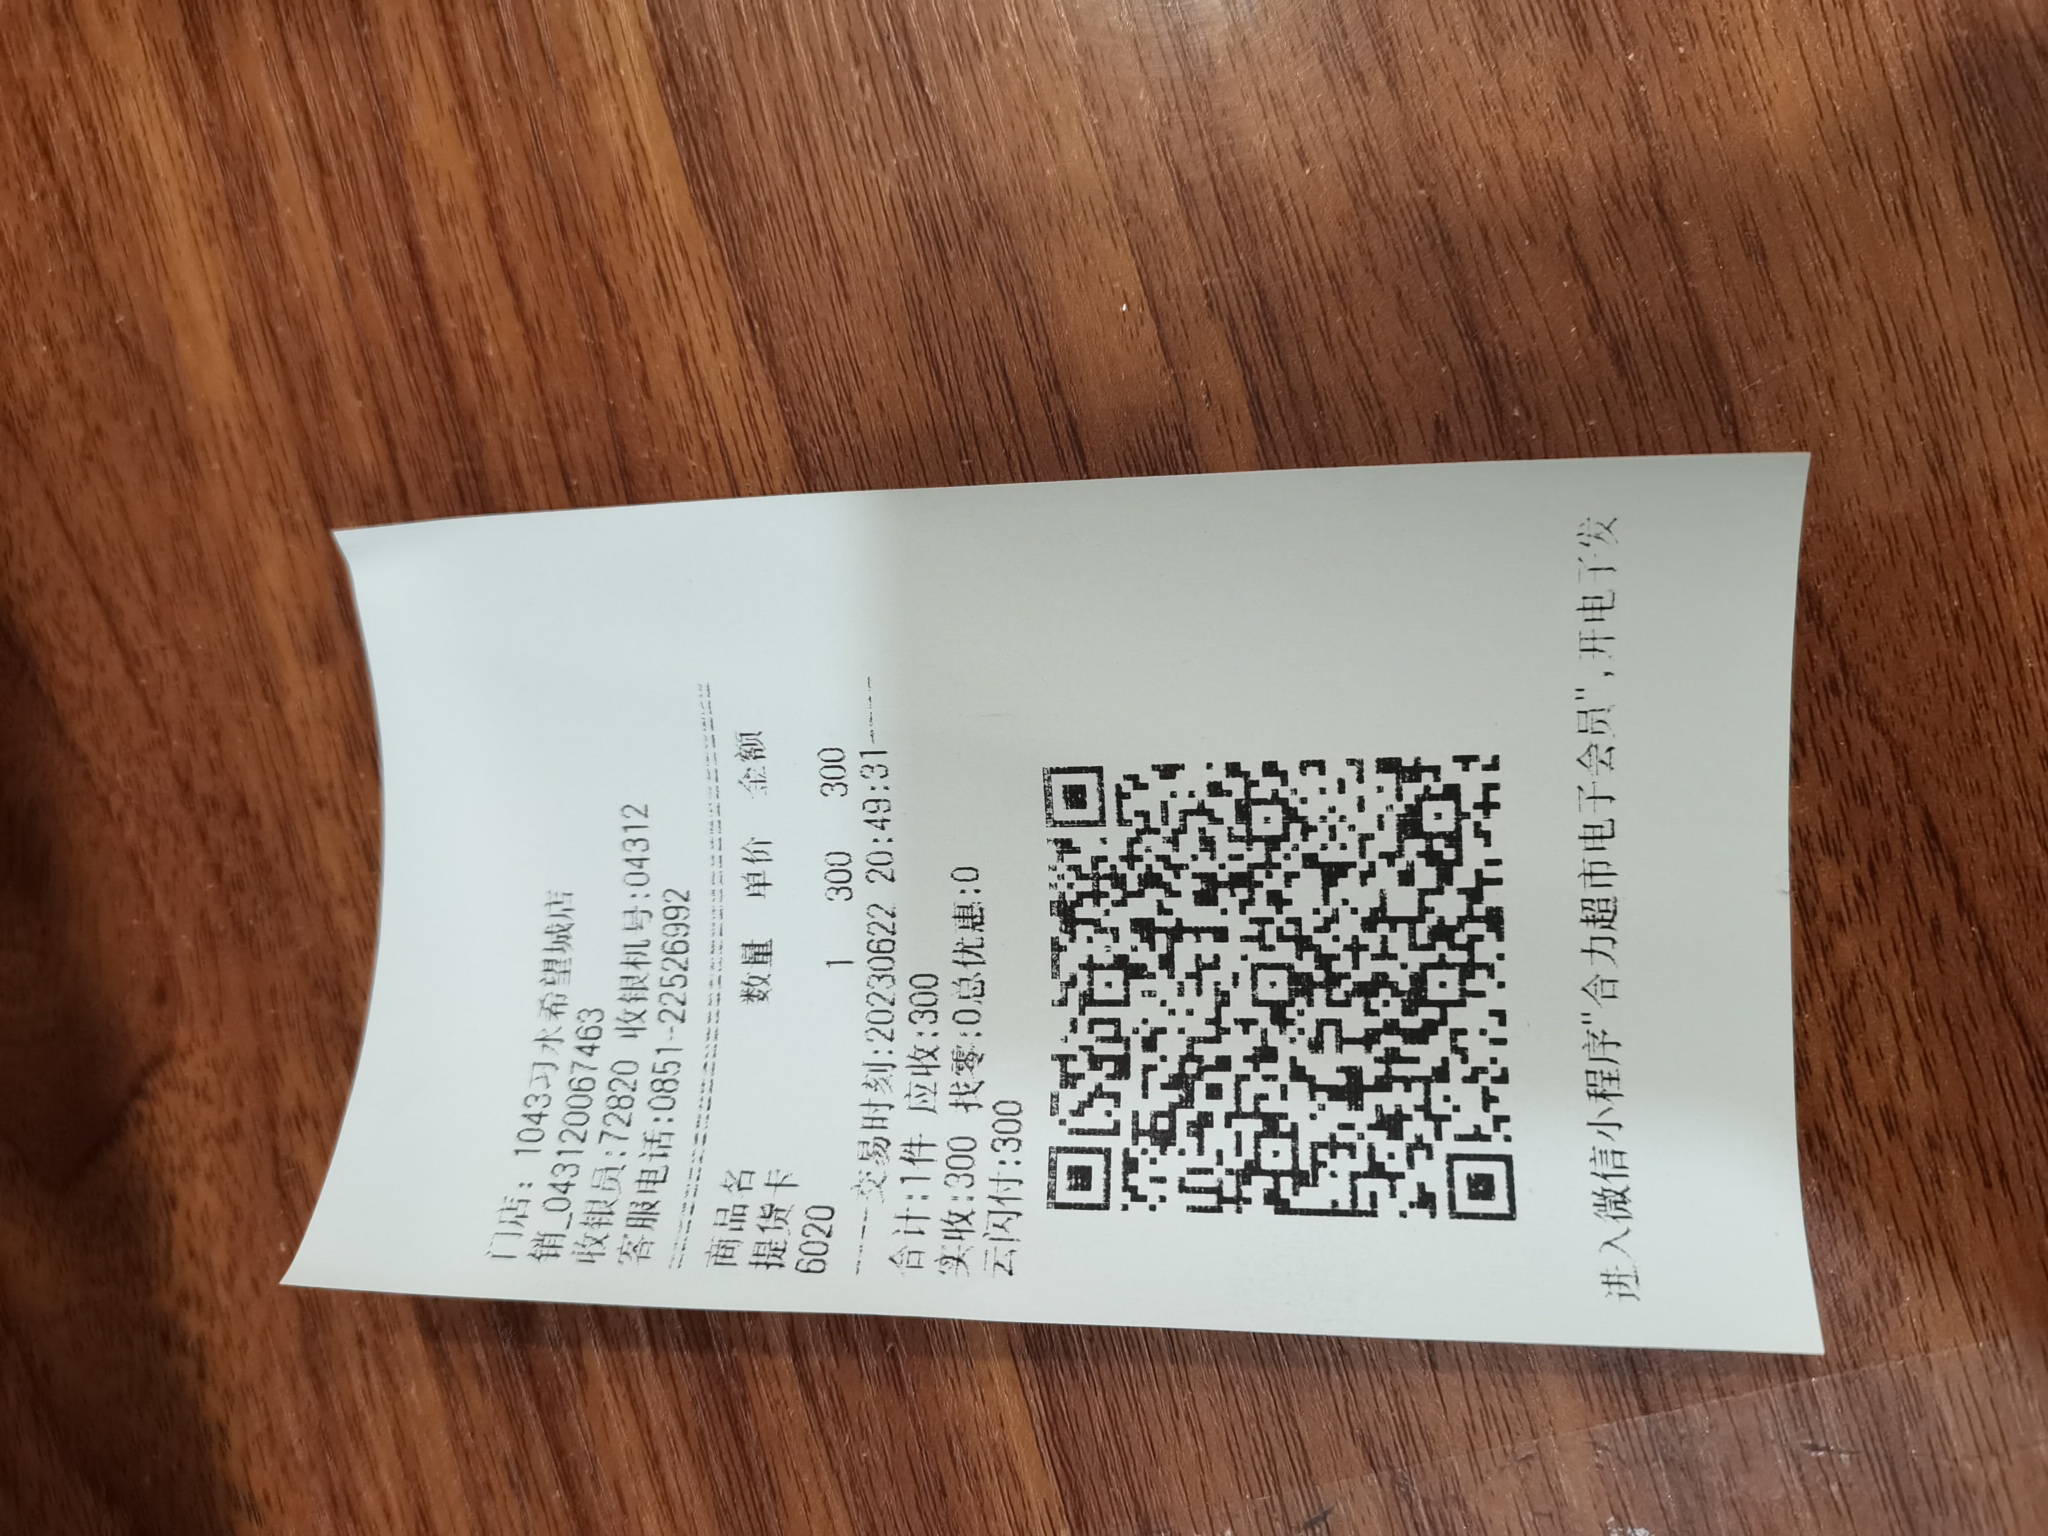 门店: 1043习水希望城店
销_043120067463
收银员:72820 收银机号:04312
客服电话:0851--22526992
商品名 数量 单价 金额
提货卡
6020 1 300 300
----交易时刻:20230622 20:49:31----
合计:1件 应收:300
实收:300 找零:0总优惠:0
云闪付:300
进入微信小程序"合力超市电子会员",开电子发